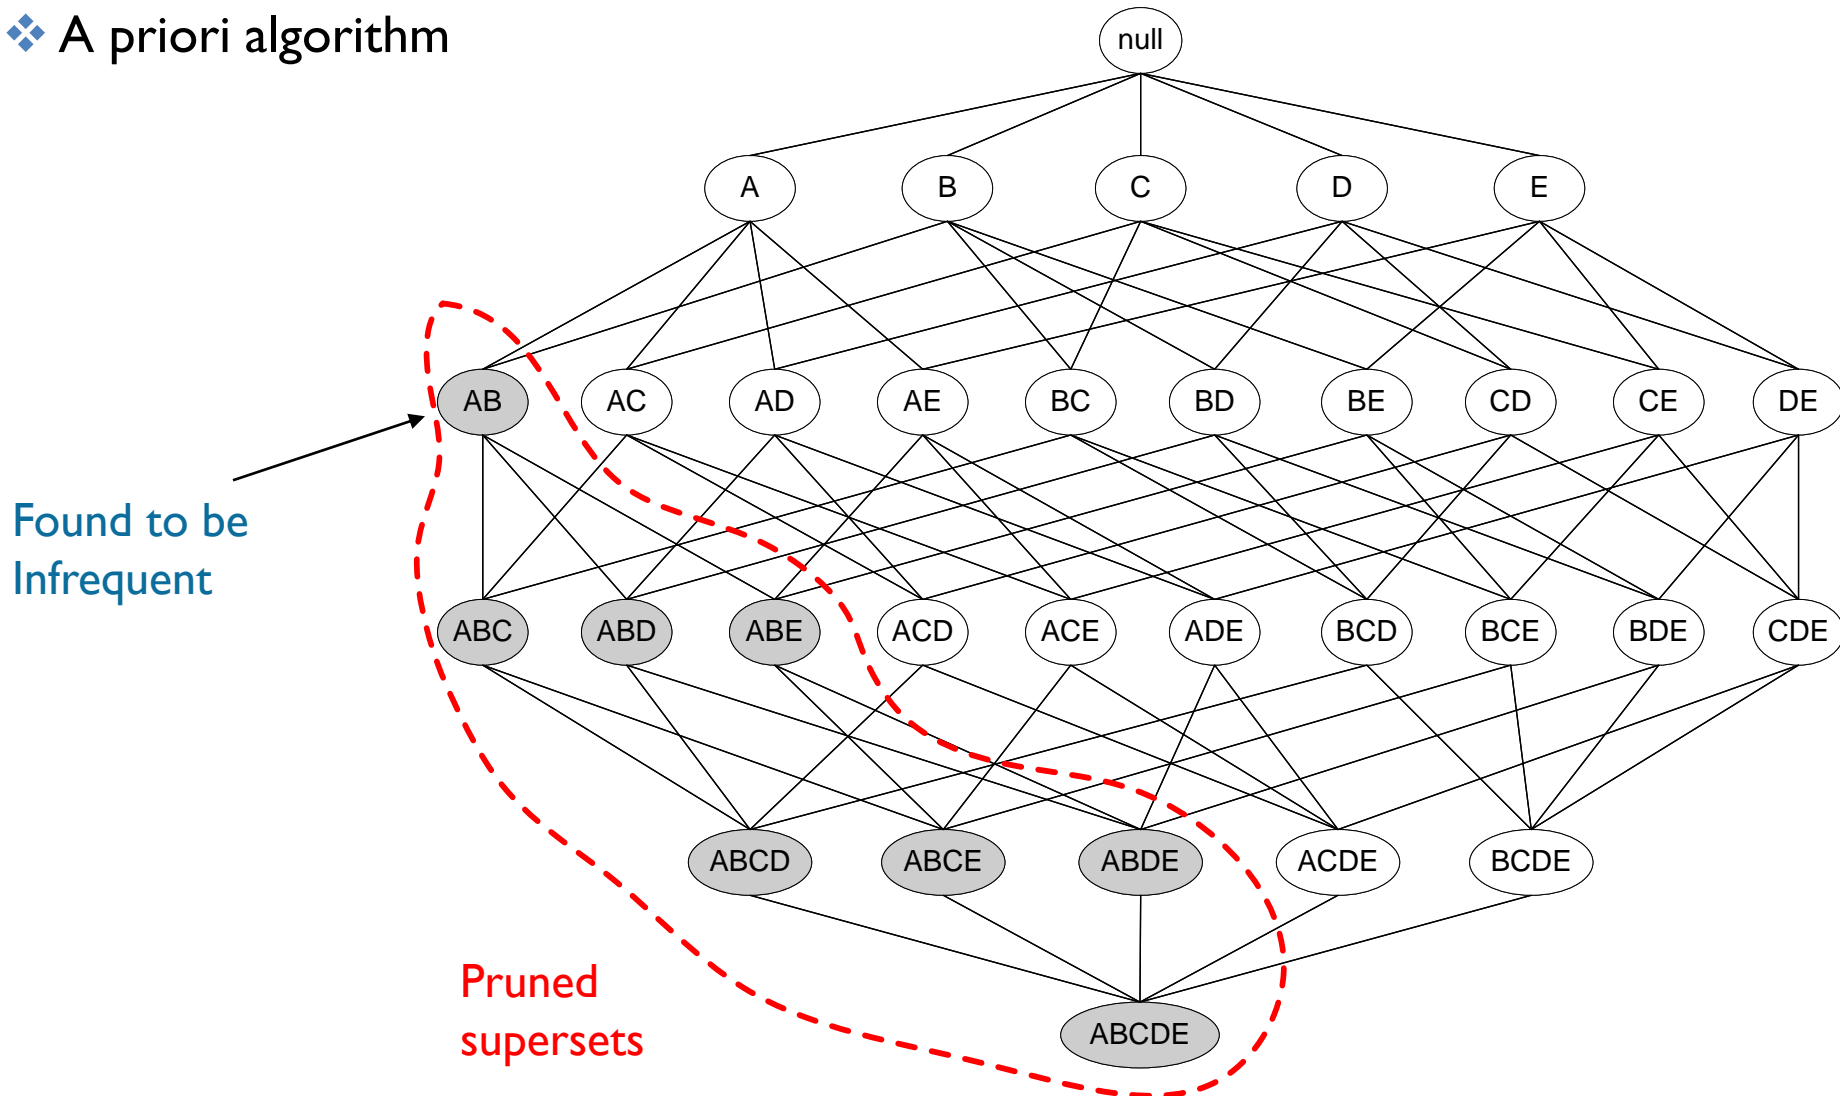 ❖ A priori algorithm
null
A B C D E
AB AC AD AE BC BD BE CD CE DE
Found to be
Infrequent
ABC ABD ABE ACD ACE ADE BCD BCE BDE CDE
ABCD ABCE ABDE ACDE BCDE
Pruned
supersets
ABCDE